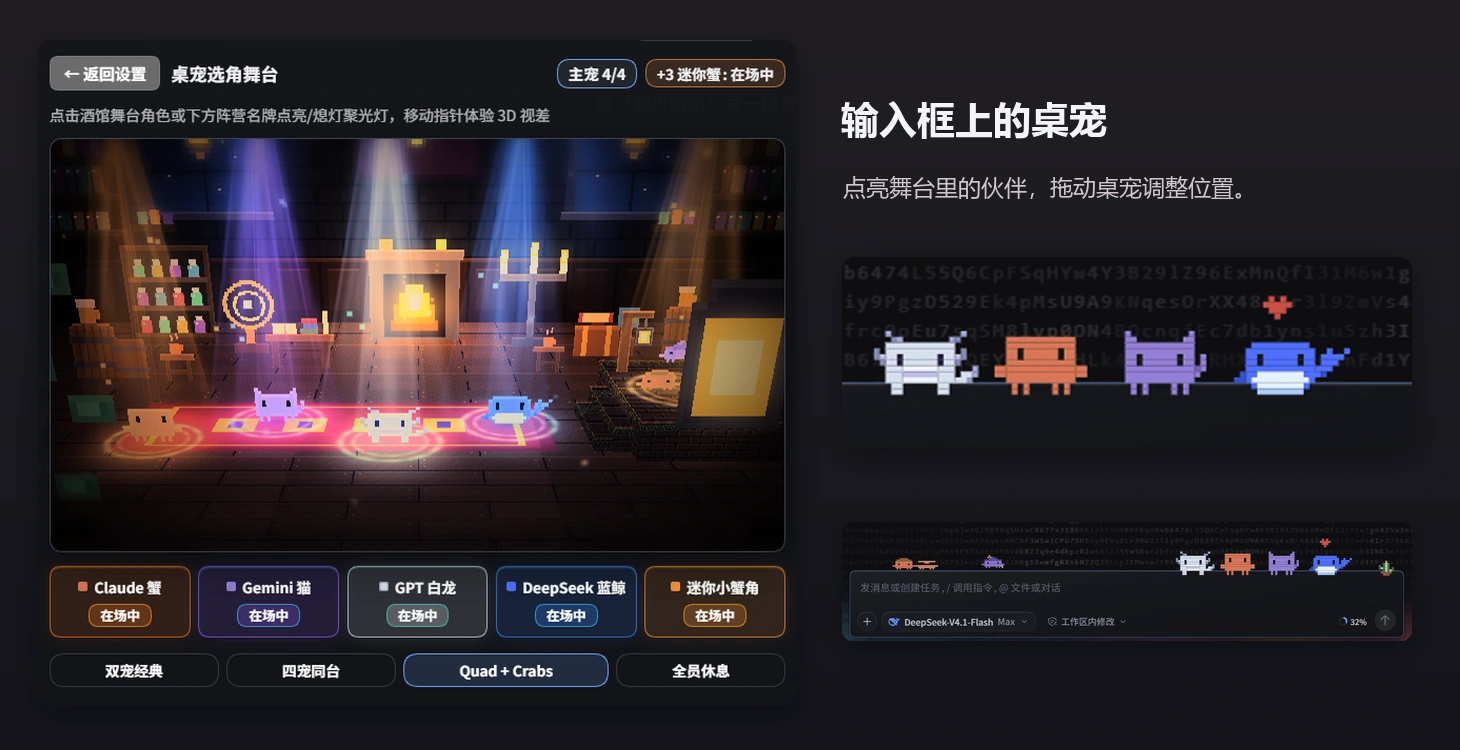 ← 返回设置
桌宠选角舞台
主宠 4/4
+3 迷你蟹: 在场中
点击酒馆舞台角色或下方阵营名牌点亮/熄灯聚光灯，移动指针体验 3D 视差
Claude 蟹
在场中
Gemini 猫
在场中
GPT 白龙
在场中
DeepSeek 蓝鲸
在场中
迷你小蟹角
在场中
双宠经典
四宠同台
Quad + Crabs
全员休息
输入框上的桌宠
点亮舞台里的伙伴，拖动桌宠调整位置。
b6474L55Q6CpFSqHYw4Y3B29lZ96ExMnQfI31M6w1g
发消息或创建任务, / 调用指令, @ 文件或对话
+
DeepSeek-V4.1-Flash Max
工作区内修改
32%